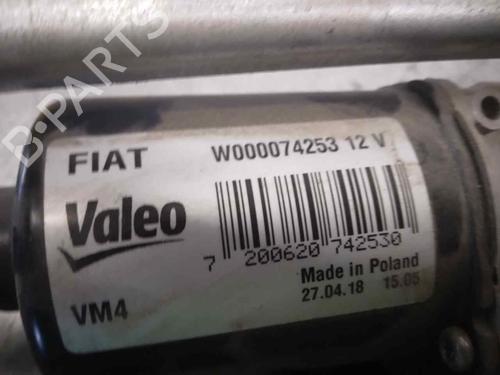 B-PARTS
FIAT
W000074253 12 V
Valeo
7 200620 742530
Made in Poland
VM4
27.04.18 15.05